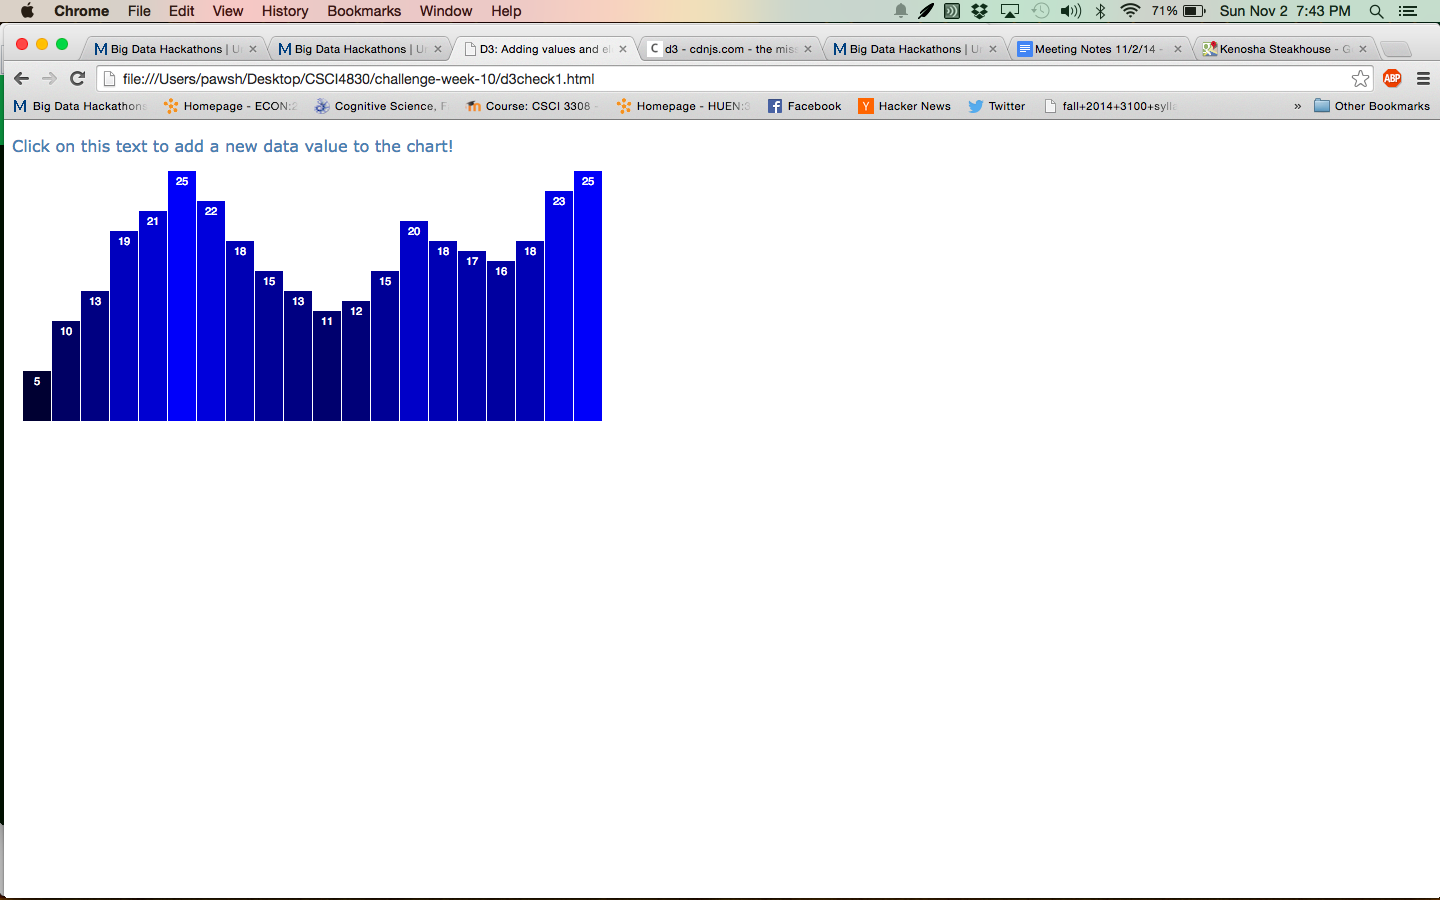 Chrome File Edit View History Bookmarks Window Help 71% Sun Nov 2 7:43 PM
Big Data Hackathons | Big Data Hackathons | D3: Adding values and C d3 - cdnjs.com - the Big Data Hackathons | Meeting Notes 11/2/14 - Kenosha Steakhouse -
file:///Users/pawsh/Desktop/CSCI4830/challenge-week-10/d3check1.html ABP
Big Data Hackathons Homepage - ECON: Cognitive Science, Course: CSCI 3308 - Homepage - HUEN: Facebook Hacker News Twitter fall+2014+3100+ » Other Bookmarks
Click on this text to add a new data value to the chart!
5 10 13 19 21 25 22 18 15 13 11 12 15 20 18 17 16 18 23 25